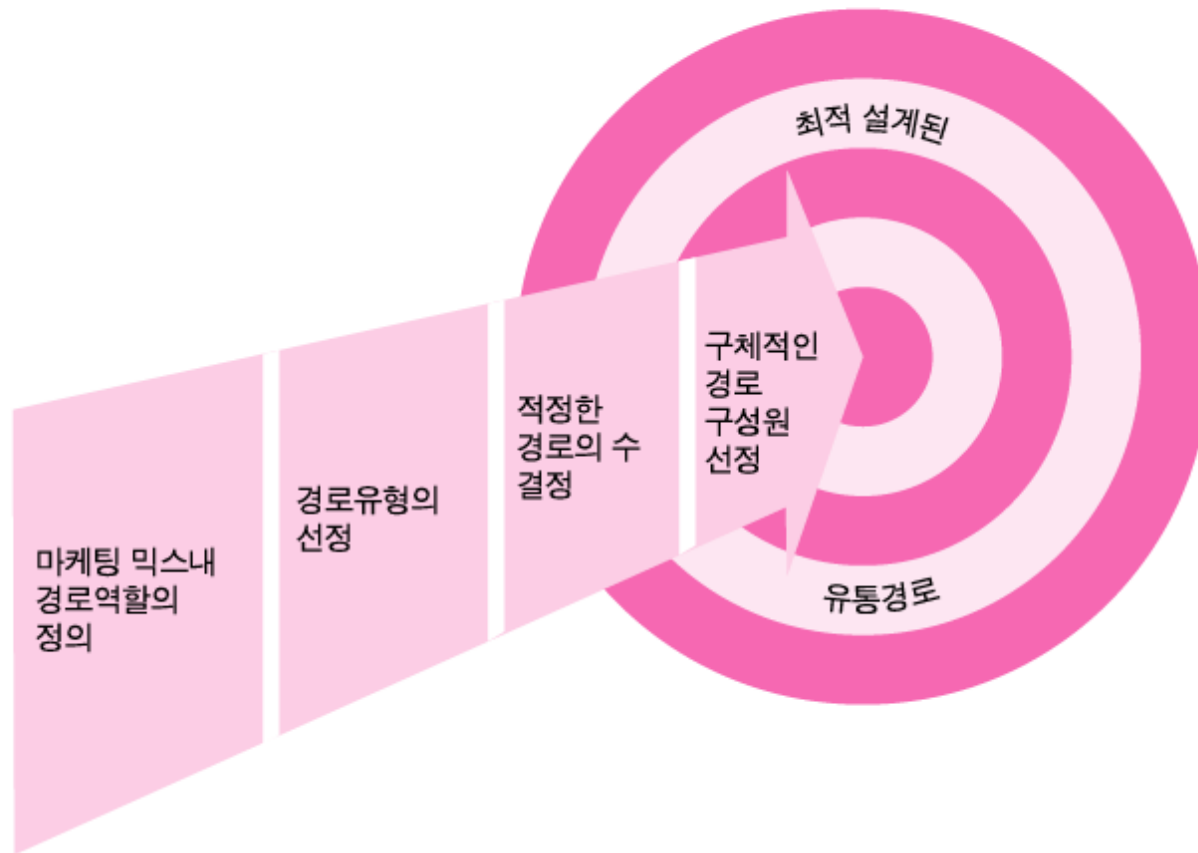 마케팅 믹스내
경로역할의
정의
경로유형의
선정
적정한
경로의 수
결정
구체적인
경로
구성원
선정
최적 설계된
유통경로